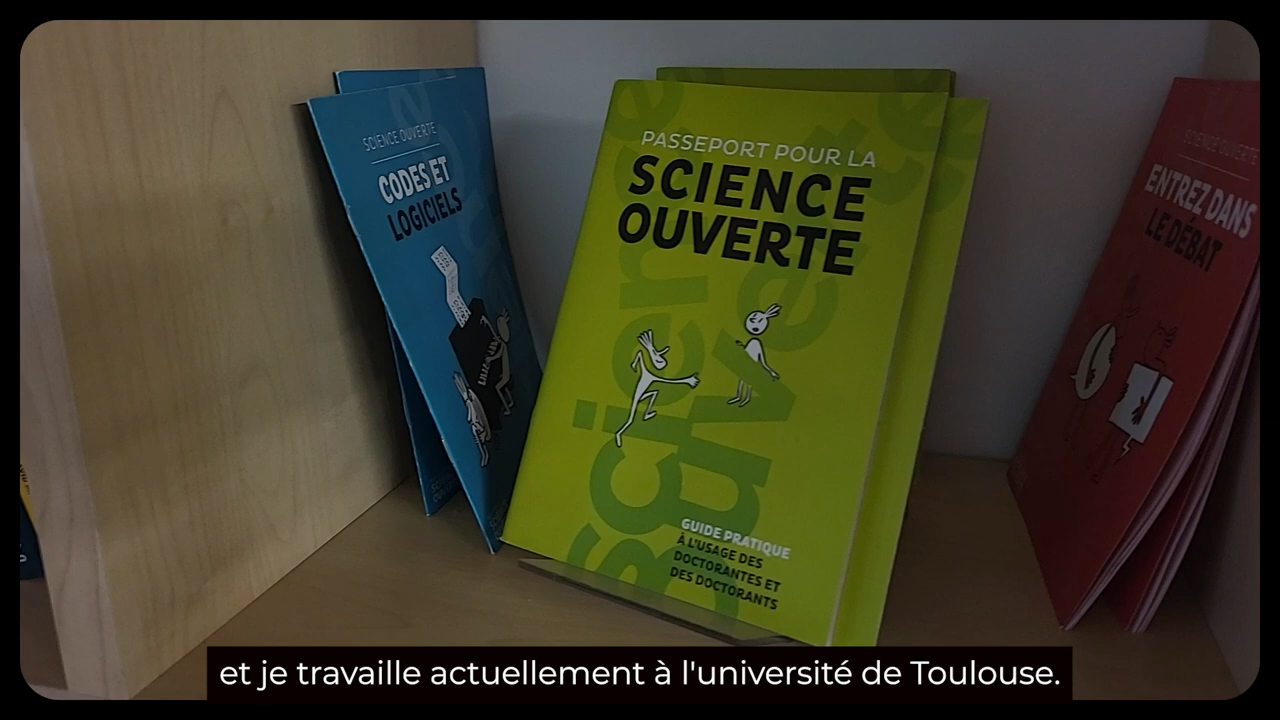 SCIENCE OUVERTE
CODES ET
LOGICIELS
PASSEPORT POUR LA
SCIENCE
OUVERTE
GUIDE PRATIQUE
À L'USAGE DES
DOCTORANTES ET
DES DOCTORANTS
SCIENCE OUVERTE
ENTREZ DANS
LE DÉBAT
et je travaille actuellement à l'université de Toulouse.